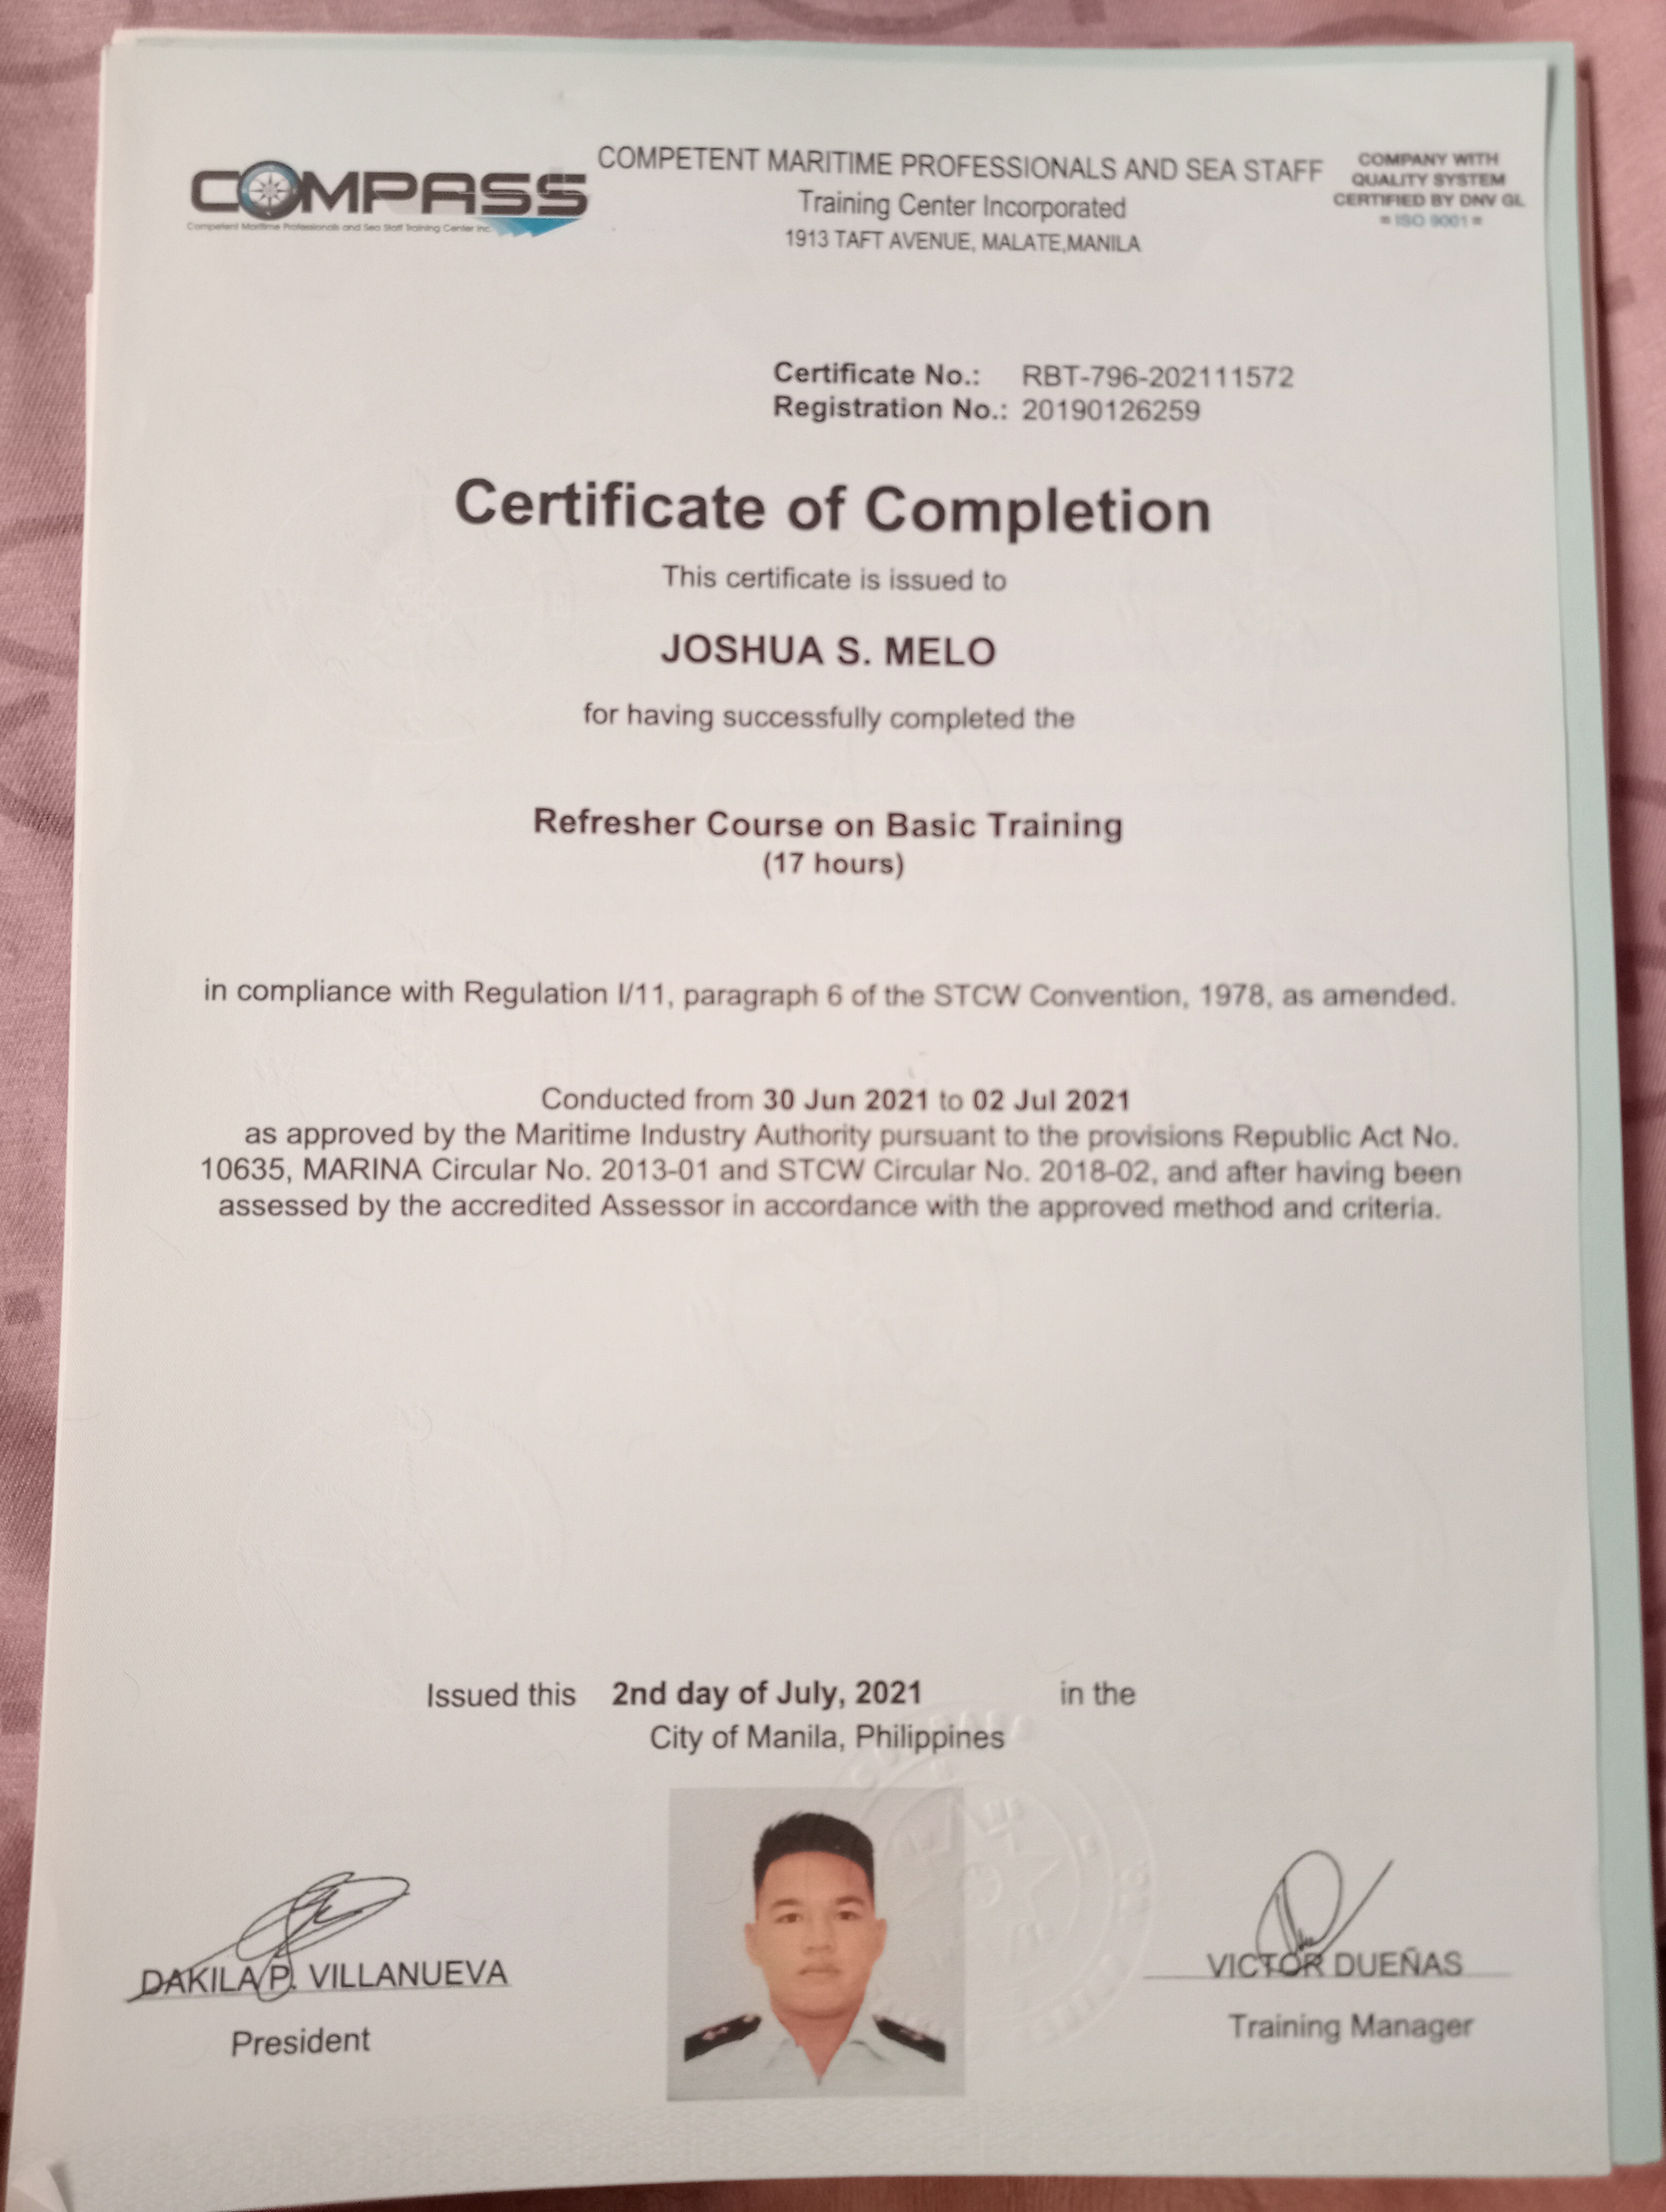 COMPASS
Competent Maritime Professionals and Sea Staff Training Center Inc.
COMPETENT MARITIME PROFESSIONALS AND SEA STAFF
Training Center Incorporated
1913 TAFT AVENUE, MALATE,MANILA
COMPANY WITH
QUALITY SYSTEM
CERTIFIED BY DNV GL
= ISO 9001 =
Certificate No.: RBT-796-202111572
Registration No.: 20190126259
Certificate of Completion
This certificate is issued to
JOSHUA S. MELO
for having successfully completed the
Refresher Course on Basic Training
(17 hours)
in compliance with Regulation I/11, paragraph 6 of the STCW Convention, 1978, as amended.
Conducted from 30 Jun 2021 to 02 Jul 2021
as approved by the Maritime Industry Authority pursuant to the provisions Republic Act No.
10635, MARINA Circular No. 2013-01 and STCW Circular No. 2018-02, and after having been
assessed by the accredited Assessor in accordance with the approved method and criteria.
Issued this 2nd day of July, 2021 in the
City of Manila, Philippines
DAKILA P. VILLANUEVA
President
VICTOR DUEÑAS
Training Manager